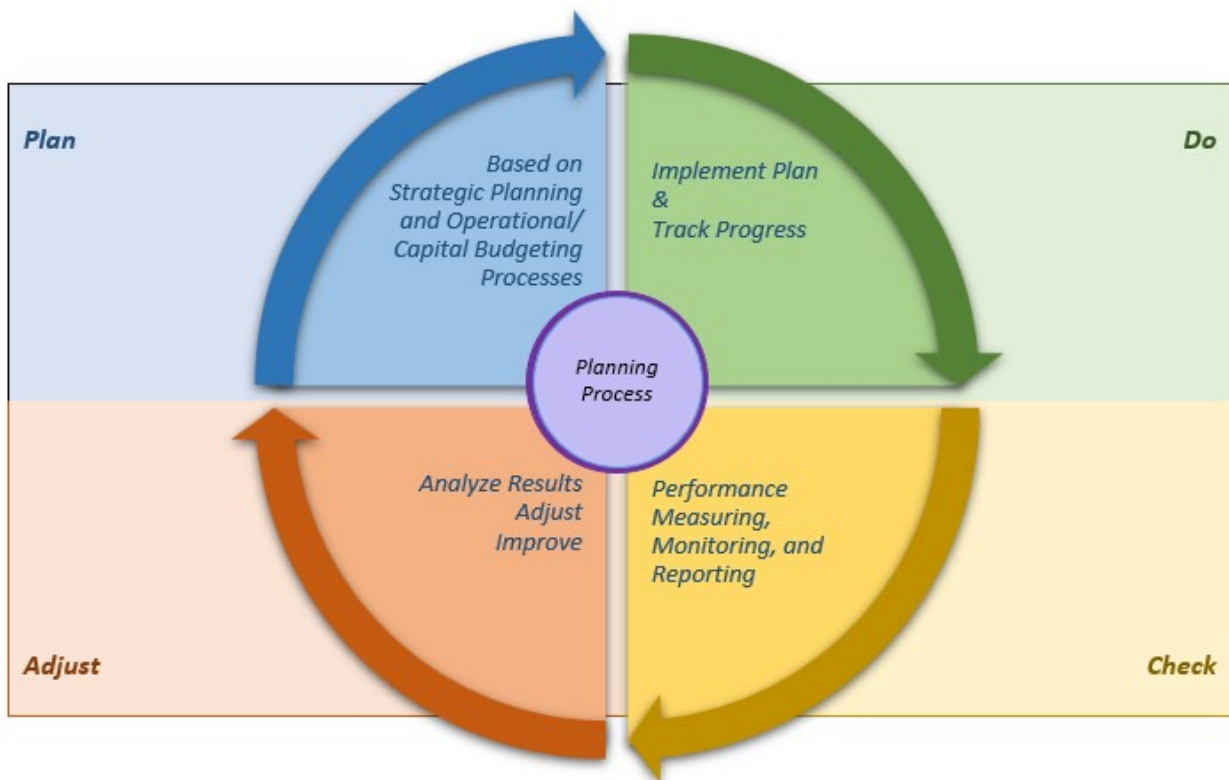 Plan
Based on
Strategic Planning
and Operational/
Capital Budgeting
Processes
Implement Plan
&
Track Progress
Do
Planning
Process
Analyze Results
Adjust
Improve
Performance
Measuring,
Monitoring, and
Reporting
Adjust
Check